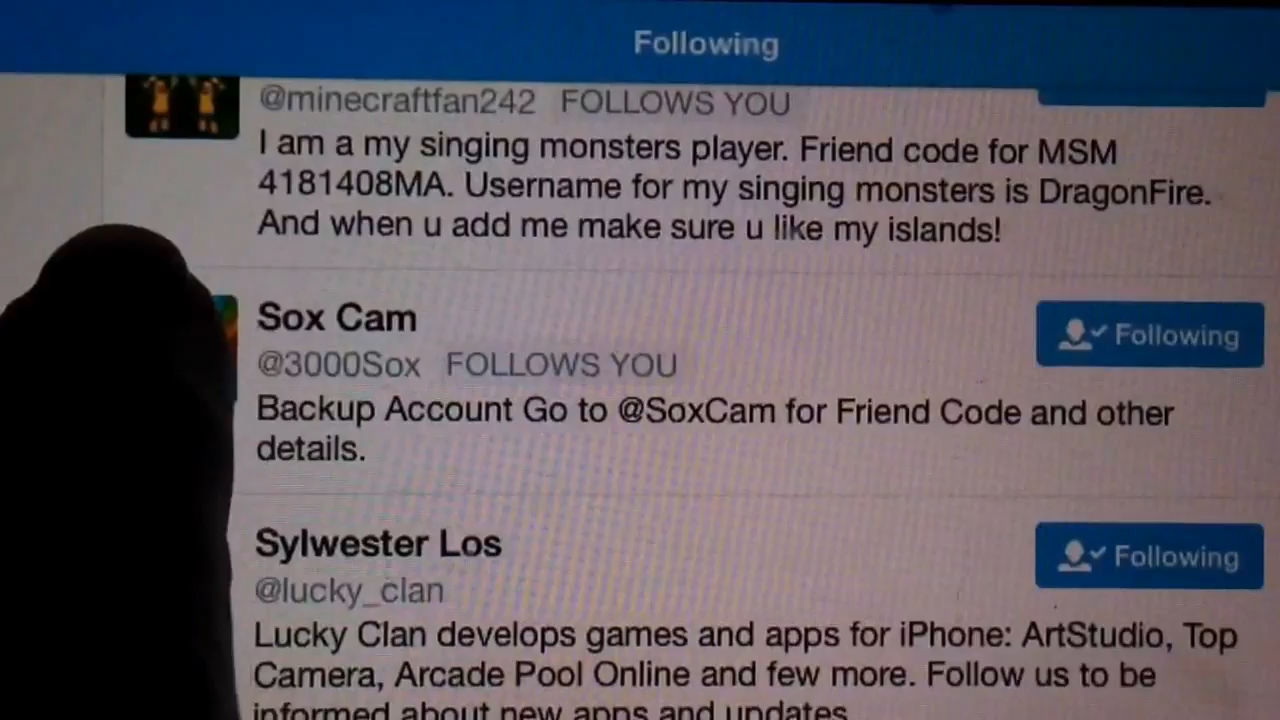 Following
@minecraftfan242 FOLLOWS YOU
I am a my singing monsters player. Friend code for MSM
4181408MA. Username for my singing monsters is DragonFire.
And when u add me make sure u like my islands!
Sox Cam
Following
@3000Sox FOLLOWS YOU
Backup Account Go to @SoxCam for Friend Code and other
details.
Sylwester Los
Following
@lucky_clan
Lucky Clan develops games and apps for iPhone: ArtStudio, Top
Camera, Arcade Pool Online and few more. Follow us to be
informed about new apps and updates.